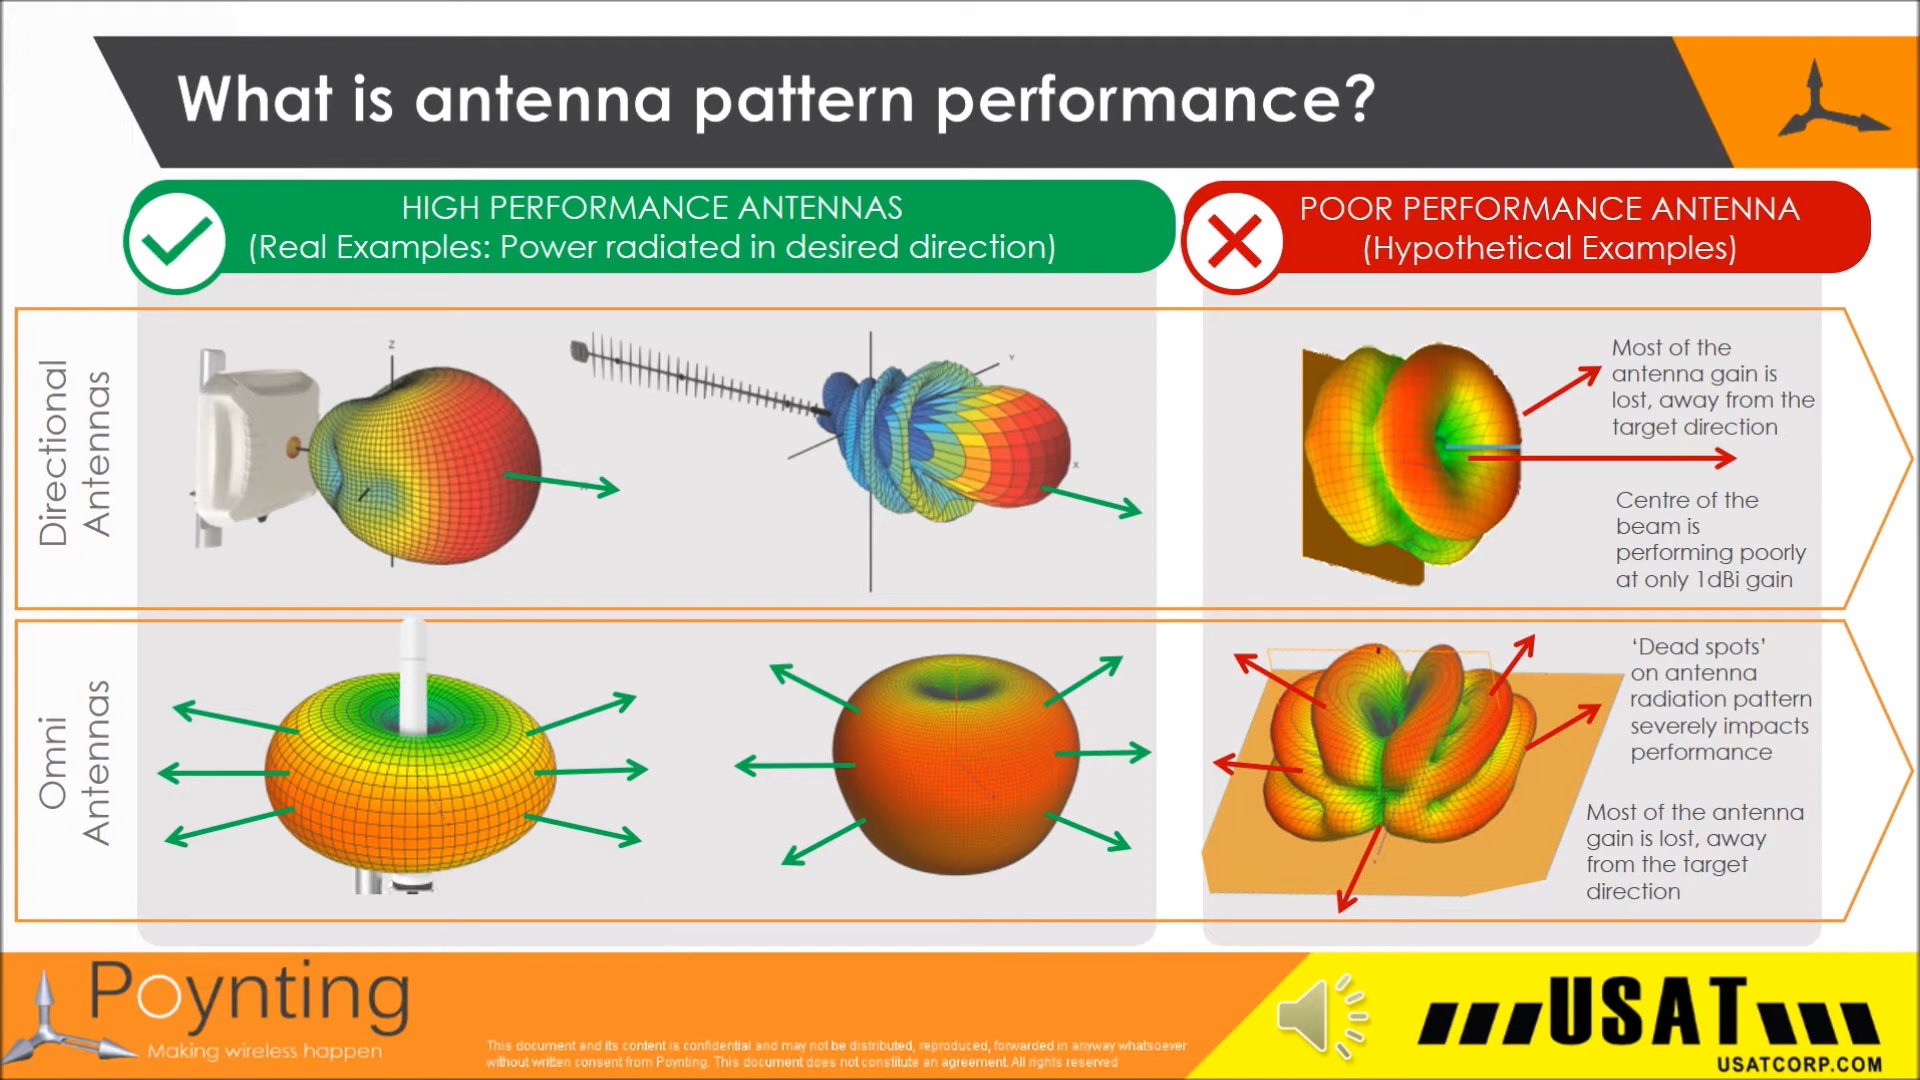 What is antenna pattern performance?
HIGH PERFORMANCE ANTENNAS
(Real Examples: Power radiated in desired direction)
POOR PERFORMANCE ANTENNA
(Hypothetical Examples)
Directional
Antennas
Z
Y
X
Most of the
antenna gain is
lost, away from the
target direction
Centre of the
beam is
performing poorly
at only 1dBi gain
Omni
Antennas
‘Dead spots’
on antenna
radiation pattern
severely impacts
performance
Most of the antenna
gain is lost, away
from the target
direction
Poynting
Making wireless happen
This document and its content is confidential and may not be distributed, reproduced, forwarded in anyway whatsoever
without written consent from Poynting. This document does not constitute an agreement. All rights reserved
USAT
USATCORP.COM